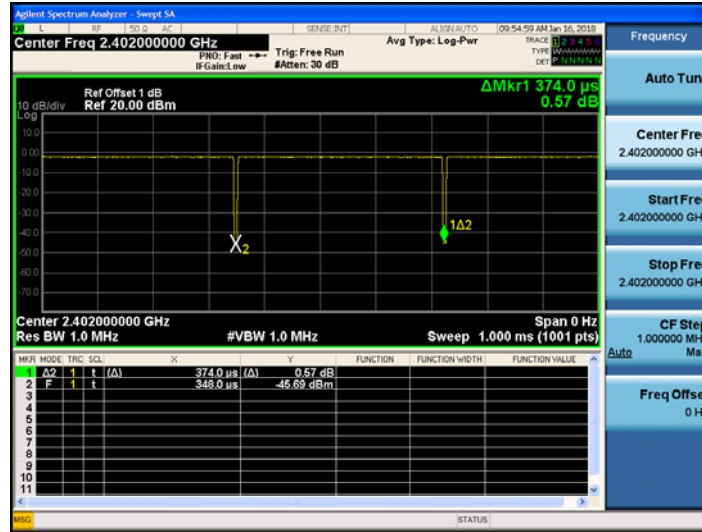 Agilent Spectrum Analyzer - Swept SA
L RF 50 Ω AC SENSE:INT ALIGN AUTO 09:54:59 AM Jan 16, 2018
Center Freq 2.402000000 GHz
PNO: Fast
IFGain:Low
Trig: Free Run
#Atten: 30 dB
Avg Type: Log-Pwr
TRACE 1 2 3 4 5 6
TYPE
DET P N N N N N
Frequency
Auto Tun
Center Fre
2.402000000 GH
Start Fre
2.402000000 GH
Stop Fre
2.402000000 GH
CF Step
1.000000 MH
Auto Ma
Freq Offse
0 H
Ref Offset 1 dB
10 dB/div Ref 20.00 dBm
Log
ΔMkr1 374.0 µs
0.57 dB
10.0
0.00
-10.0
-20.0
-30.0
-40.0
-50.0
-60.0
-70.0
1Δ2
2
Center 2.402000000 GHz Span 0 Hz
Res BW 1.0 MHz #VBW 1.0 MHz Sweep 1.000 ms (1001 pts)
MKR MODE TRC SCL X Y FUNCTION FUNCTION WIDTH FUNCTION VALUE
1 Δ2 1 t (Δ) 374.0 µs (Δ) 0.57 dB
2 F 1 t 348.0 µs -45.69 dBm
3
4
5
6
7
8
9
10
11
MSG STATUS